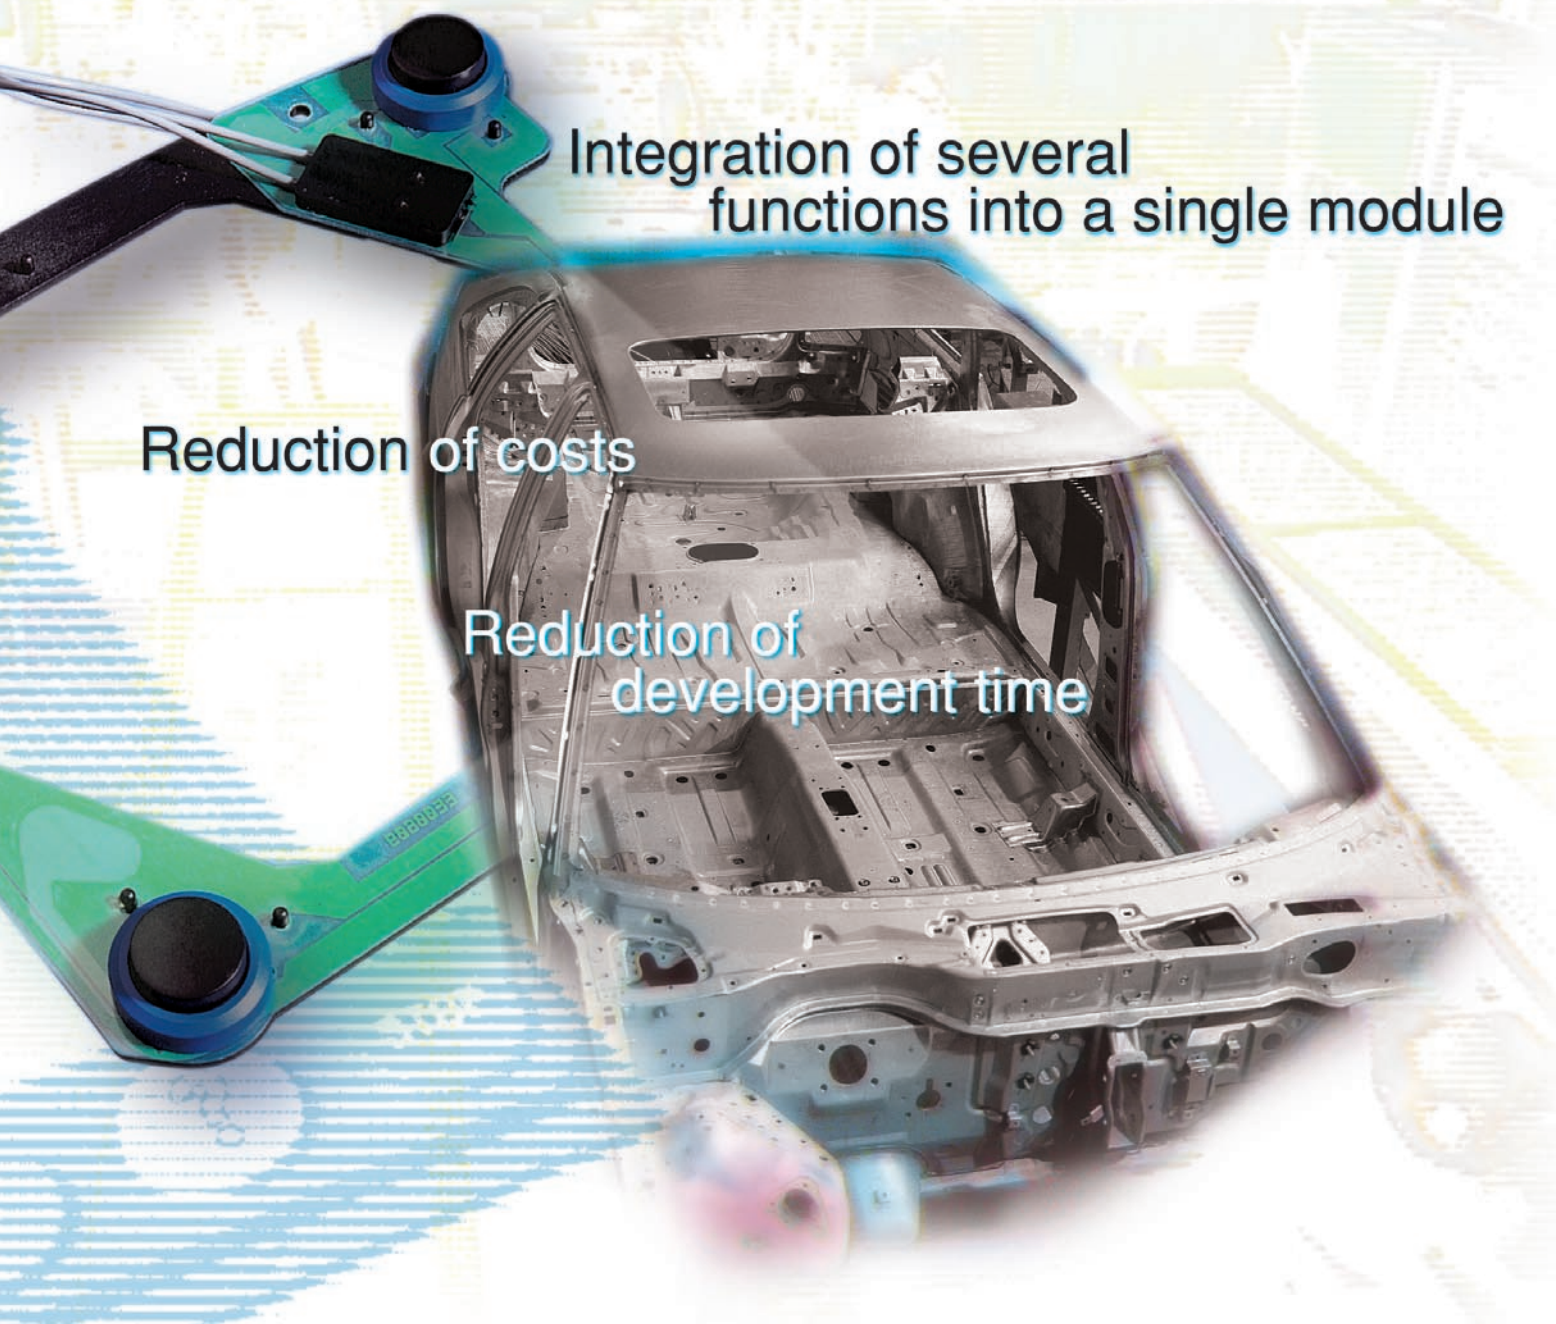 Integration of several
functions into a single module
Reduction of costs
Reduction of
development time